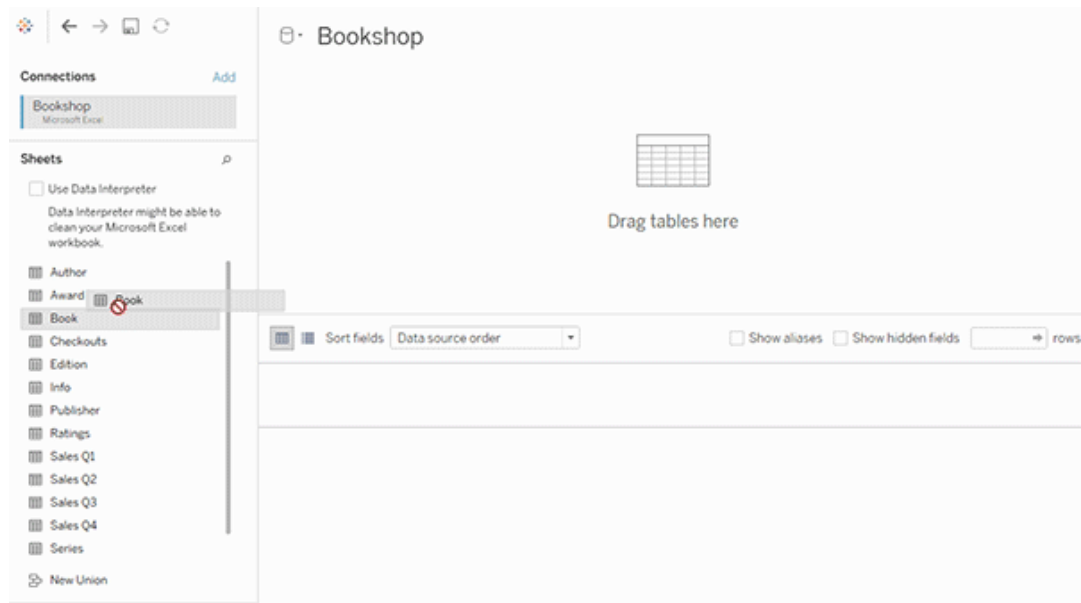 Bookshop
Connections Add
Bookshop
Microsoft Excel
Sheets
Use Data Interpreter
Data Interpreter might be able to
clean your Microsoft Excel
workbook.
Author
Award
Book
Book
Checkouts
Edition
Info
Publisher
Ratings
Sales Q1
Sales Q2
Sales Q3
Sales Q4
Series
New Union
Drag tables here
Sort fields Data source order Show aliases Show hidden fields rows